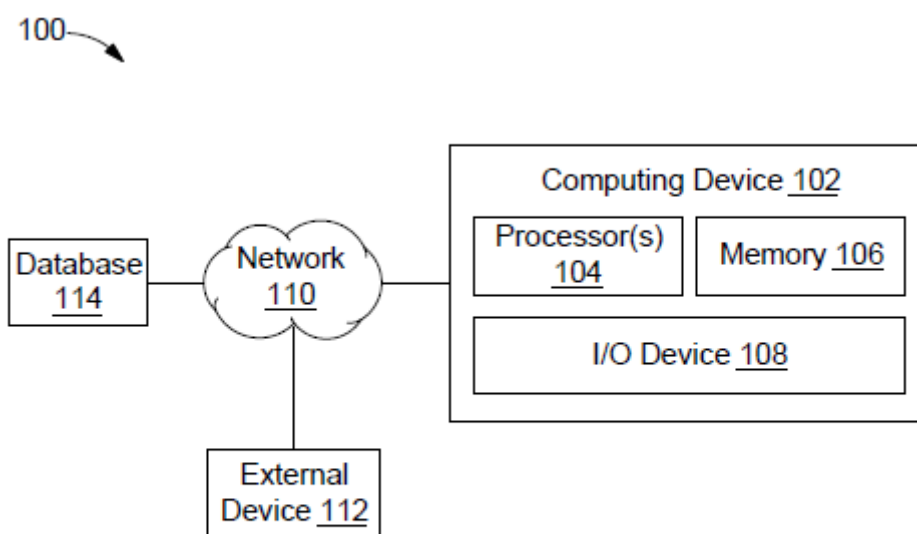 100
Computing Device 102
Processor(s)
104
Memory 106
I/O Device 108
Network
110
Database
114
External
Device 112